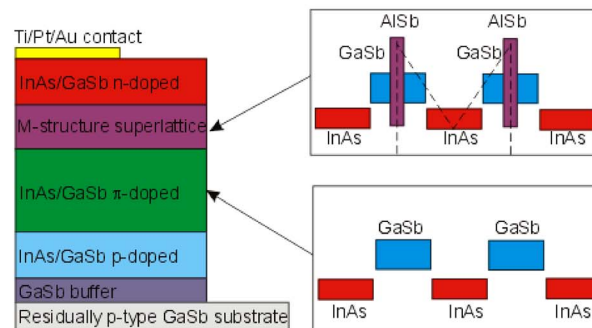 Ti/Pt/Au contact
InAs/GaSb n-doped
M-structure superlattice
InAs/GaSb π-doped
InAs/GaSb p-doped
GaSb buffer
Residually p-type GaSb substrate
AlSb AlSb
GaSb GaSb
InAs InAs InAs
GaSb GaSb
InAs InAs InAs